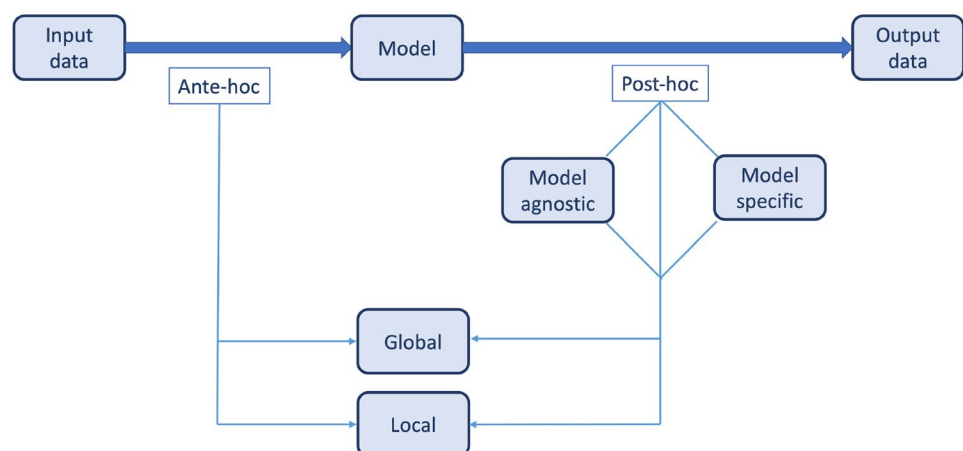 Input
data
Model
Output
data
Ante-hoc
Post-hoc
Model
agnostic
Model
specific
Global
Local